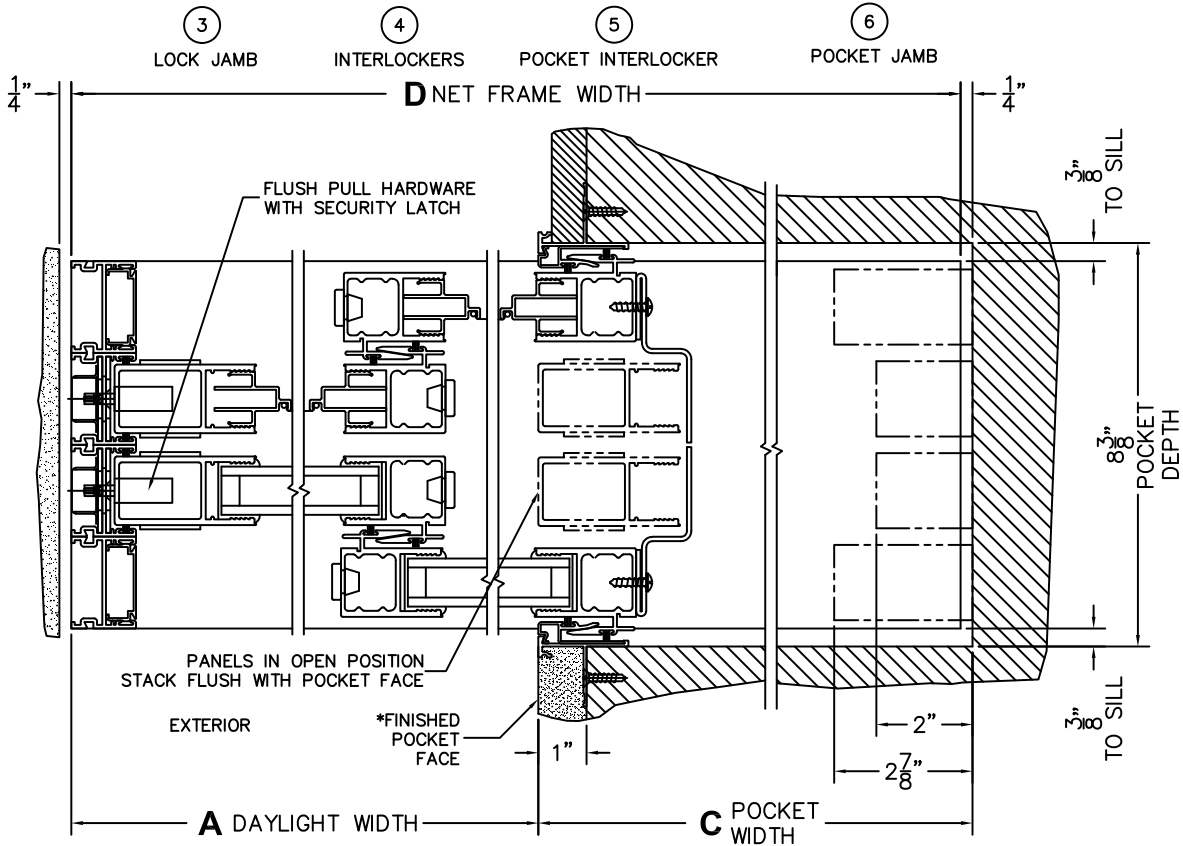 3
LOCK JAMB
4
INTERLOCKERS
5
POCKET INTERLOCKER
6
POCKET JAMB
1/4"
D NET FRAME WIDTH
1/4"
3/8"
TO SILL
FLUSH PULL HARDWARE
WITH SECURITY LATCH
8 3/8"
POCKET
DEPTH
PANELS IN OPEN POSITION
STACK FLUSH WITH POCKET FACE
EXTERIOR
*FINISHED
POCKET
FACE
1"
2"
2 7/8"
3/8"
TO SILL
A DAYLIGHT WIDTH
C POCKET
WIDTH